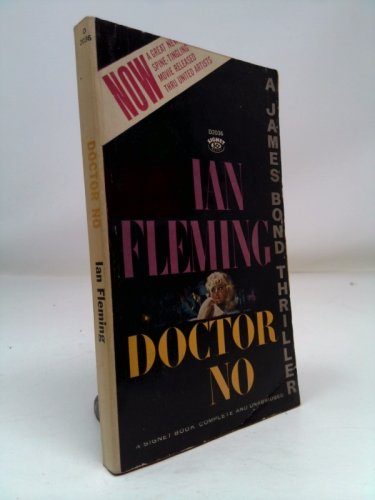 NOW
A GREAT NEW
SPINE-TINGLING
MOVIE RELEASED
THRU UNITED ARTISTS
SIGNET
IAN
FLEMING
DOCTOR
NO
A JAMES BOND THRILLER
A SIGNET BOOK COMPLETE AND UNABRIDGED
DOCTOR NO
Ian Fleming